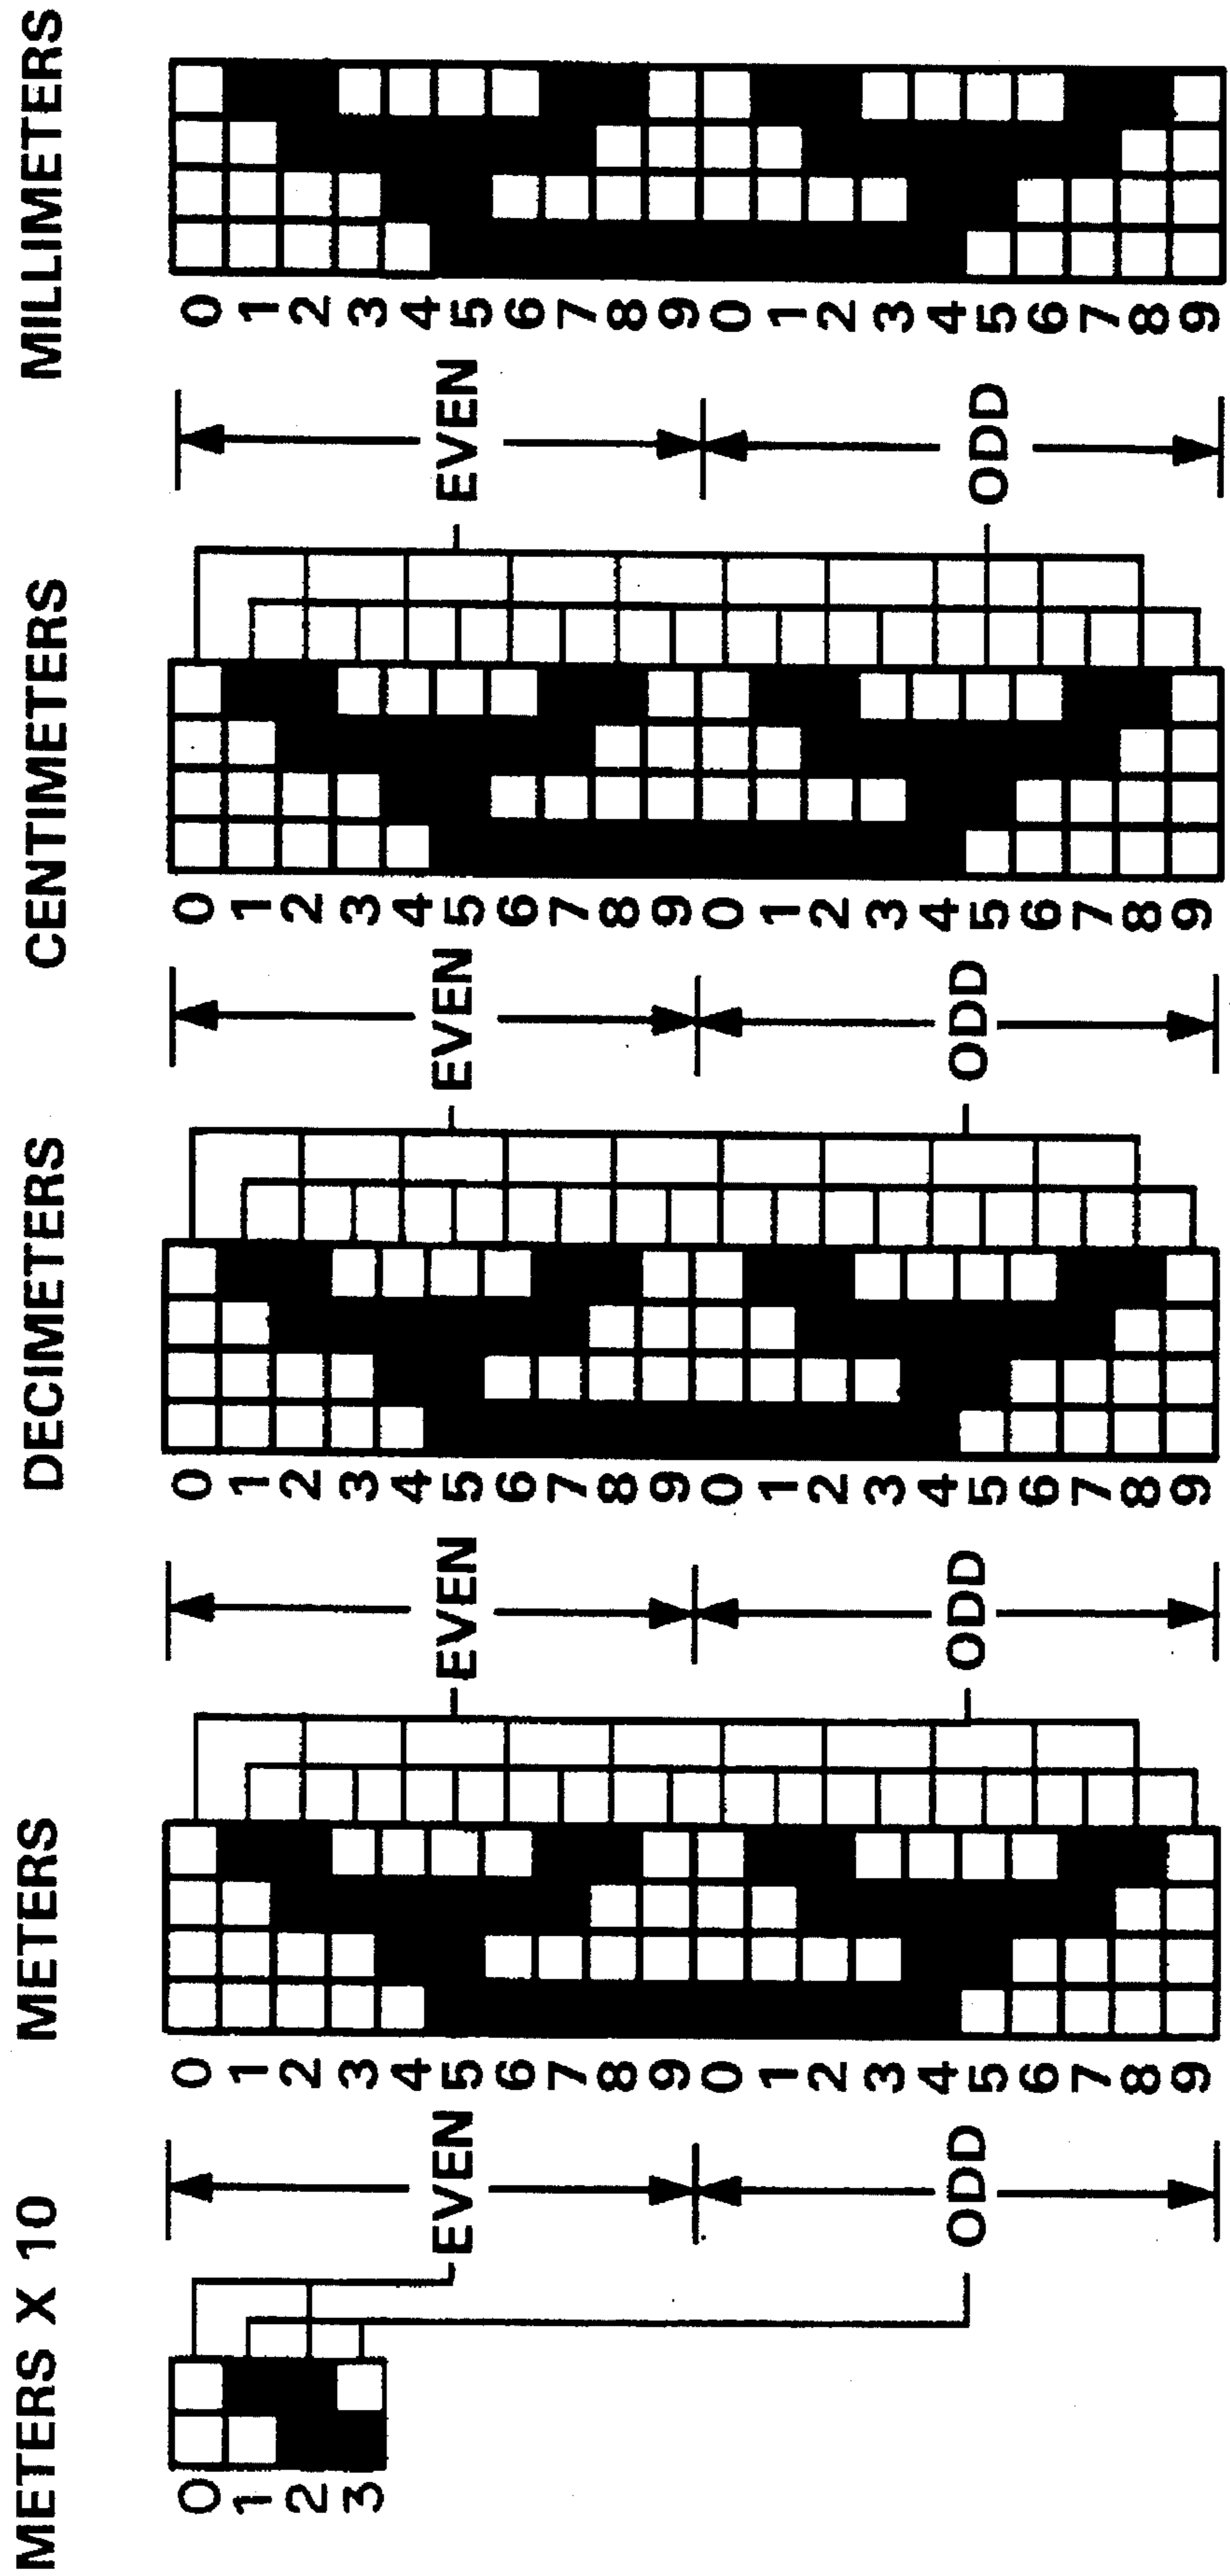 METERS X 10 METERS DECIMETERS CENTIMETERS MILLIMETERS
0 0 0 0 0
1 1 1 1 1
2 2 2 2 2
3 3 3 3 3
4 4 4 4
EVEN 5 EVEN 5 EVEN 5 EVEN 5
6 6 6 6
7 7 7 7
8 8 8 8
9 9 9 9
0 0 0 0
1 1 1 1
2 2 2 2
3 3 3 3
4 4 4 4
ODD 5 ODD 5 ODD 5 ODD 5
6 6 6 6
7 7 7 7
8 8 8 8
9 9 9 9